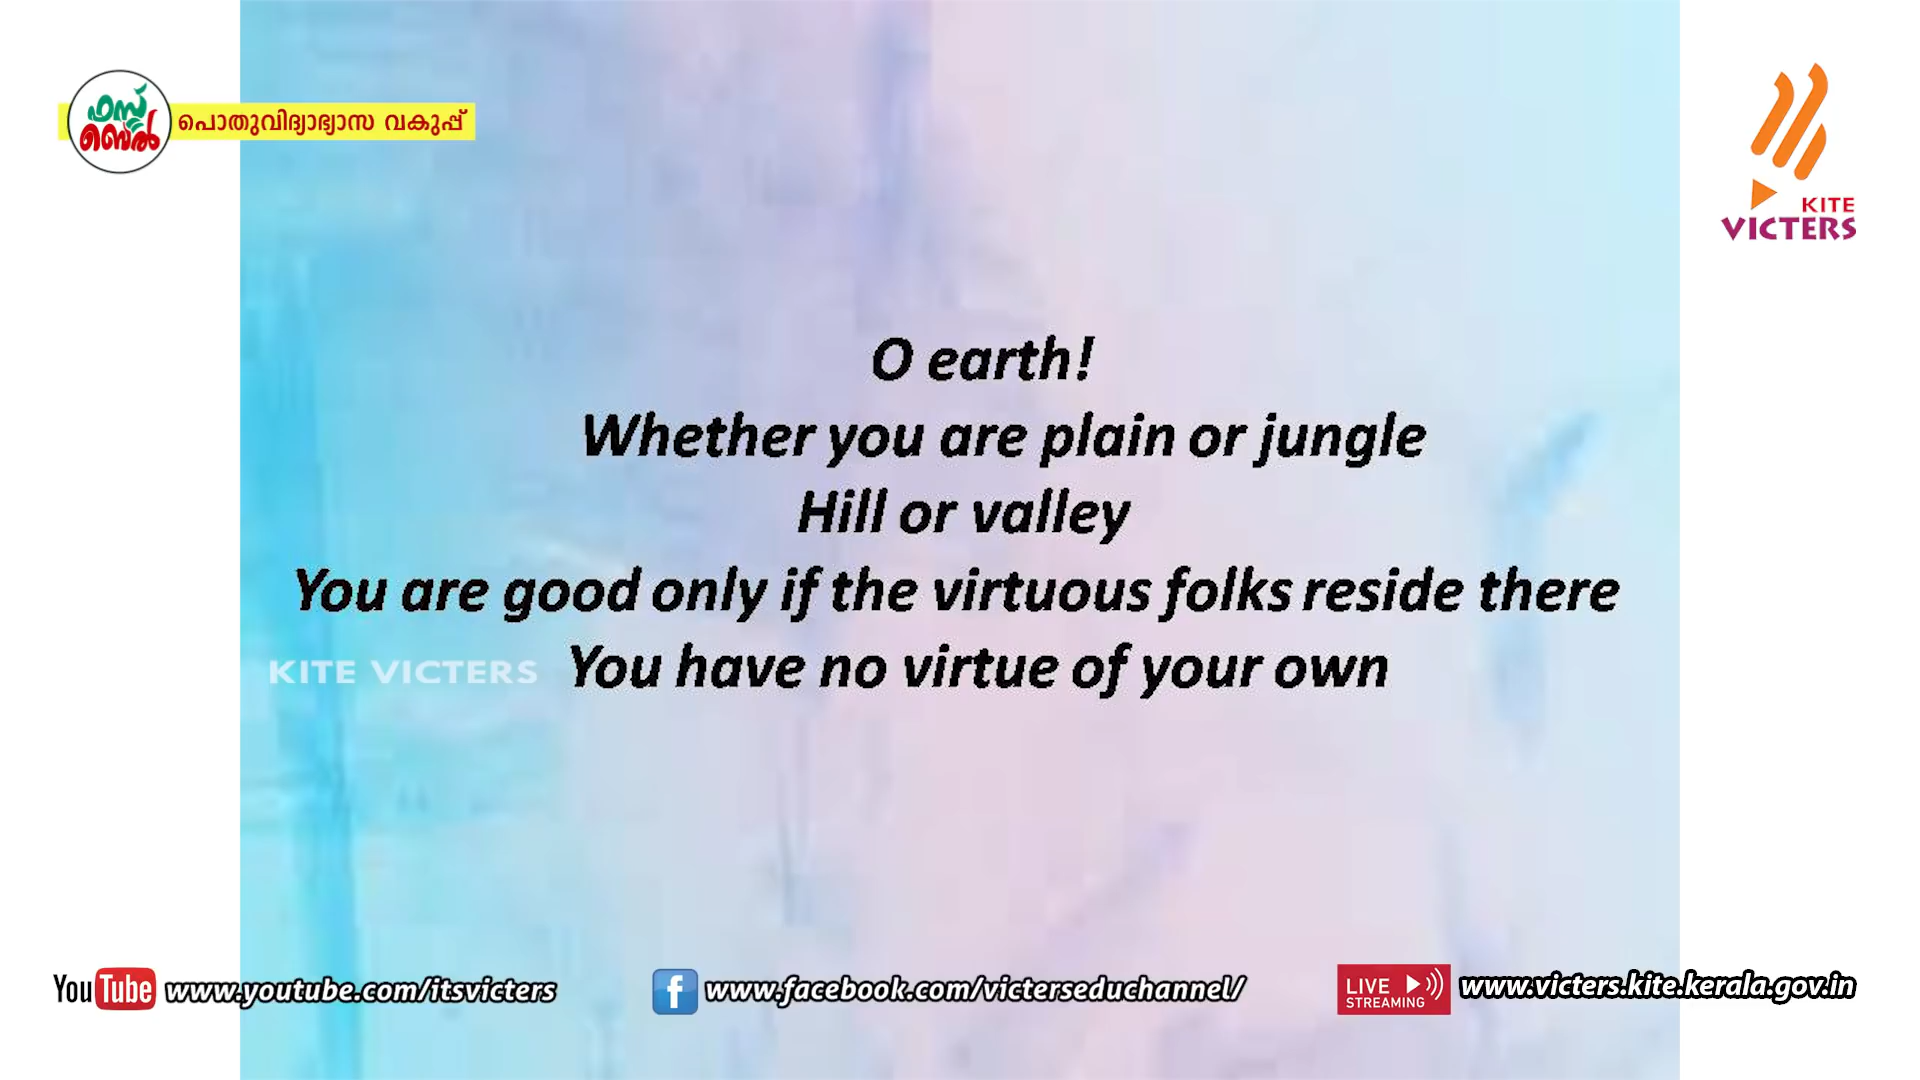 ഫസ്റ്റ്
ബെൽ
പൊതുവിദ്യാഭ്യാസ വകുപ്പ്
KITE
VICTERS
O earth!
Whether you are plain or jungle
Hill or valley
You are good only if the virtuous folks reside there
You have no virtue of your own
KITE VICTERS
YouTube www.youtube.com/itsvicters
f www.facebook.com/victerseduchannel/
LIVE STREAMING www.victers.kite.kerala.gov.in